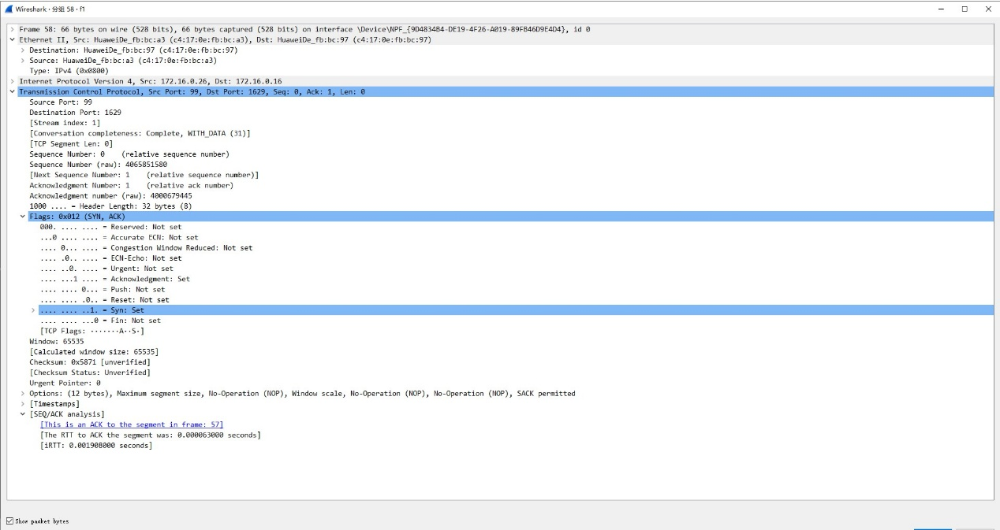 Wireshark · 分组 58 · f1
Frame 58: 66 bytes on wire (528 bits), 66 bytes captured (528 bits) on interface \Device\NPF_{9D4834B4-DE19-4F26-A019-89FB46D9E4D4}, id 0
Ethernet II, Src: HuaweiDe_fb:bc:a3 (c4:17:0e:fb:bc:a3), Dst: HuaweiDe_fb:bc:97 (c4:17:0e:fb:bc:97)
Destination: HuaweiDe_fb:bc:97 (c4:17:0e:fb:bc:97)
Source: HuaweiDe_fb:bc:a3 (c4:17:0e:fb:bc:a3)
Type: IPv4 (0x0800)
Internet Protocol Version 4, Src: 172.16.0.26, Dst: 172.16.0.16
Transmission Control Protocol, Src Port: 99, Dst Port: 1629, Seq: 0, Ack: 1, Len: 0
Source Port: 99
Destination Port: 1629
[Stream index: 1]
[Conversation completeness: Complete, WITH_DATA (31)]
[TCP Segment Len: 0]
Sequence Number: 0    (relative sequence number)
Sequence Number (raw): 4065851580
[Next Sequence Number: 1    (relative sequence number)]
Acknowledgment Number: 1    (relative ack number)
Acknowledgment number (raw): 4000679445
1000 .... = Header Length: 32 bytes (8)
Flags: 0x012 (SYN, ACK)
000. .... .... = Reserved: Not set
...0 .... .... = Accurate ECN: Not set
.... 0... .... = Congestion Window Reduced: Not set
.... .0.. .... = ECN-Echo: Not set
.... ..0. .... = Urgent: Not set
.... ...1 .... = Acknowledgment: Set
.... .... 0... = Push: Not set
.... .... .0.. = Reset: Not set
.... .... ..1. = Syn: Set
.... .... ...0 = Fin: Not set
[TCP Flags: ·······A··S·]
Window: 65535
[Calculated window size: 65535]
Checksum: 0x5871 [unverified]
[Checksum Status: Unverified]
Urgent Pointer: 0
Options: (12 bytes), Maximum segment size, No-Operation (NOP), Window scale, No-Operation (NOP), No-Operation (NOP), SACK permitted
[Timestamps]
[SEQ/ACK analysis]
[This is an ACK to the segment in frame: 57]
[The RTT to ACK the segment was: 0.000063000 seconds]
[iRTT: 0.001908000 seconds]
Show packet bytes